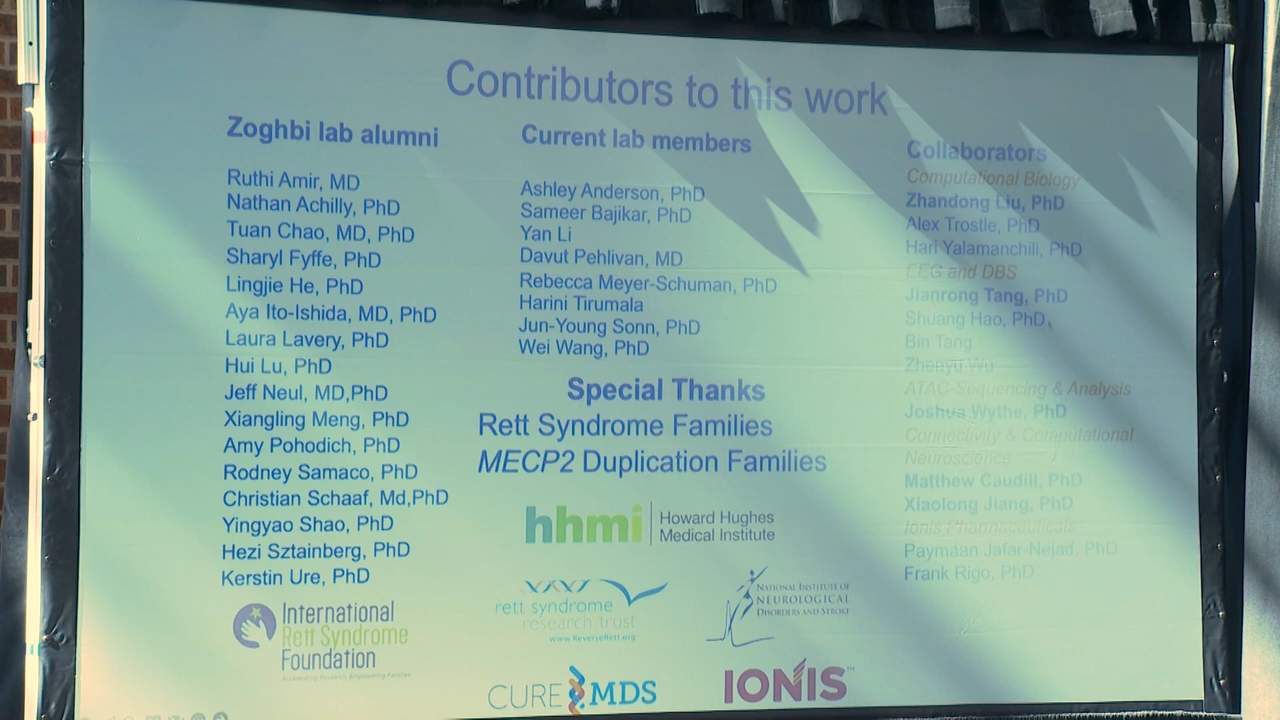 Contributors to this work
Zoghbi lab alumni
Ruthi Amir, MD
Nathan Achilly, PhD
Tuan Chao, MD, PhD
Sharyl Fyffe, PhD
Lingjie He, PhD
Aya Ito-Ishida, MD, PhD
Laura Lavery, PhD
Hui Lu, PhD
Jeff Neul, MD,PhD
Xiangling Meng, PhD
Amy Pohodich, PhD
Rodney Samaco, PhD
Christian Schaaf, Md,PhD
Yingyao Shao, PhD
Hezi Sztainberg, PhD
Kerstin Ure, PhD
International
Rett Syndrome
Foundation
Accelerating Research, Empowering Families
Current lab members
Ashley Anderson, PhD
Sameer Bajikar, PhD
Yan Li
Davut Pehlivan, MD
Rebecca Meyer-Schuman, PhD
Harini Tirumala
Jun-Young Sonn, PhD
Wei Wang, PhD
Special Thanks
Rett Syndrome Families
MECP2 Duplication Families
hhmi Howard Hughes
Medical Institute
rett syndrome
research trust
www.ReverseRett.org
NATIONAL INSTITUTE OF
NEUROLOGICAL
DISORDERS AND STROKE
CURE MDS
IONIS™
Collaborators
Computational Biology
Zhandong Liu, PhD
Alex Trostle, PhD
Hari Yalamanchili, PhD
EEG and DBS
Jianrong Tang, PhD
Shuang Hao, PhD,
Bin Tang
Zhenyu Wu
ATAC-Sequencing & Analysis
Joshua Wythe, PhD
Connectivity & Computational
Neuroscience
Matthew Caudill, PhD
Xiaolong Jiang, PhD
Ionis Pharmaceuticals
Paymaan Jafar-Nejad, PhD
Frank Rigo, PhD